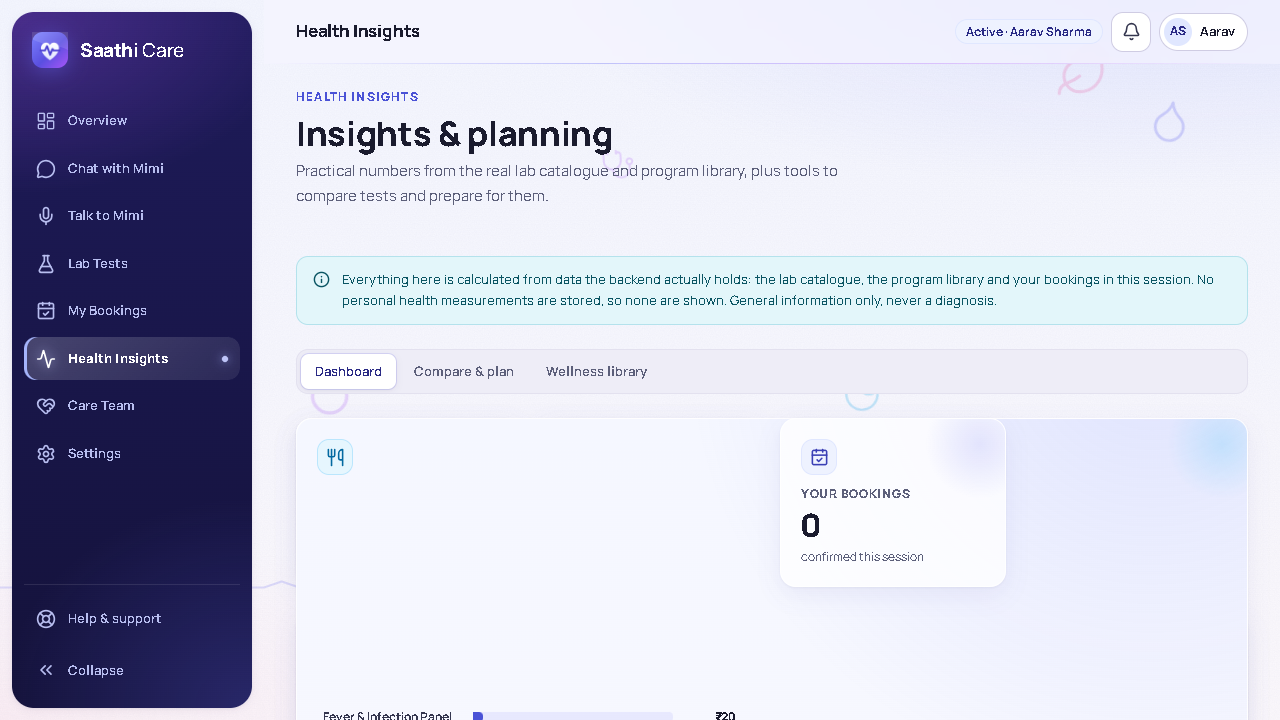 Saathi Care
Overview
Chat with Mimi
Talk to Mimi
Lab Tests
My Bookings
Health Insights
Care Team
Settings
Help & support
Collapse
Health Insights
Active · Aarav Sharma
AS
Aarav
HEALTH INSIGHTS
Insights & planning
Practical numbers from the real lab catalogue and program library, plus tools to
compare tests and prepare for them.
Everything here is calculated from data the backend actually holds: the lab catalogue, the program library and your bookings in this session. No
personal health measurements are stored, so none are shown. General information only, never a diagnosis.
Dashboard
Compare & plan
Wellness library
YOUR BOOKINGS
0
confirmed this session
Fever & Infection Panel
₹20